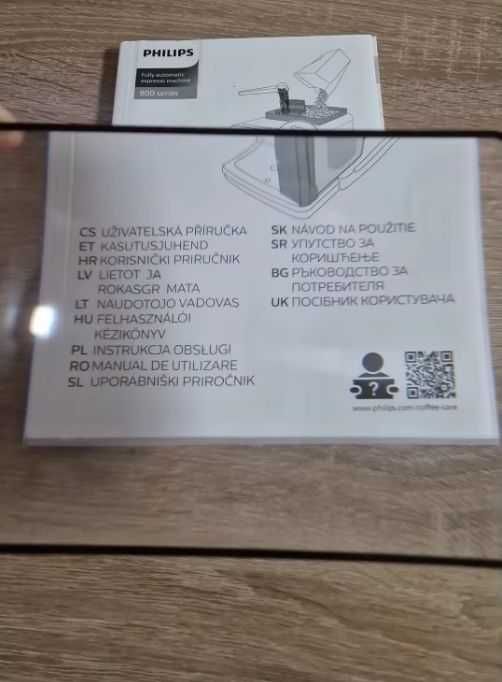 PHILIPS
Fully automatic
espresso machine
800 series
CS UŽIVATELSKÁ PŘÍRUČKA
ET KASUTUSJUHEND
HR KORISNIČKI PRIRUČNIK
LV LIETOT JA
ROKASGR MATA
LT NAUDOTOJO VADOVAS
HU FELHASZNÁLÓI
KÉZIKÖNYV
PL INSTRUKCJA OBSŁUGI
RO MANUAL DE UTILIZARE
SL UPORABNIŠKI PRIROČNIK
SK NÁVOD NA POUŽITIE
SR УПУТСТВО ЗА
КОРИШЋЕЊЕ
BG РЪКОВОДСТВО ЗА
ПОТРЕБИТЕЛЯ
UK ПОСІБНИК КОРИСТУВАЧА
?
www.philips.com/coffee-care